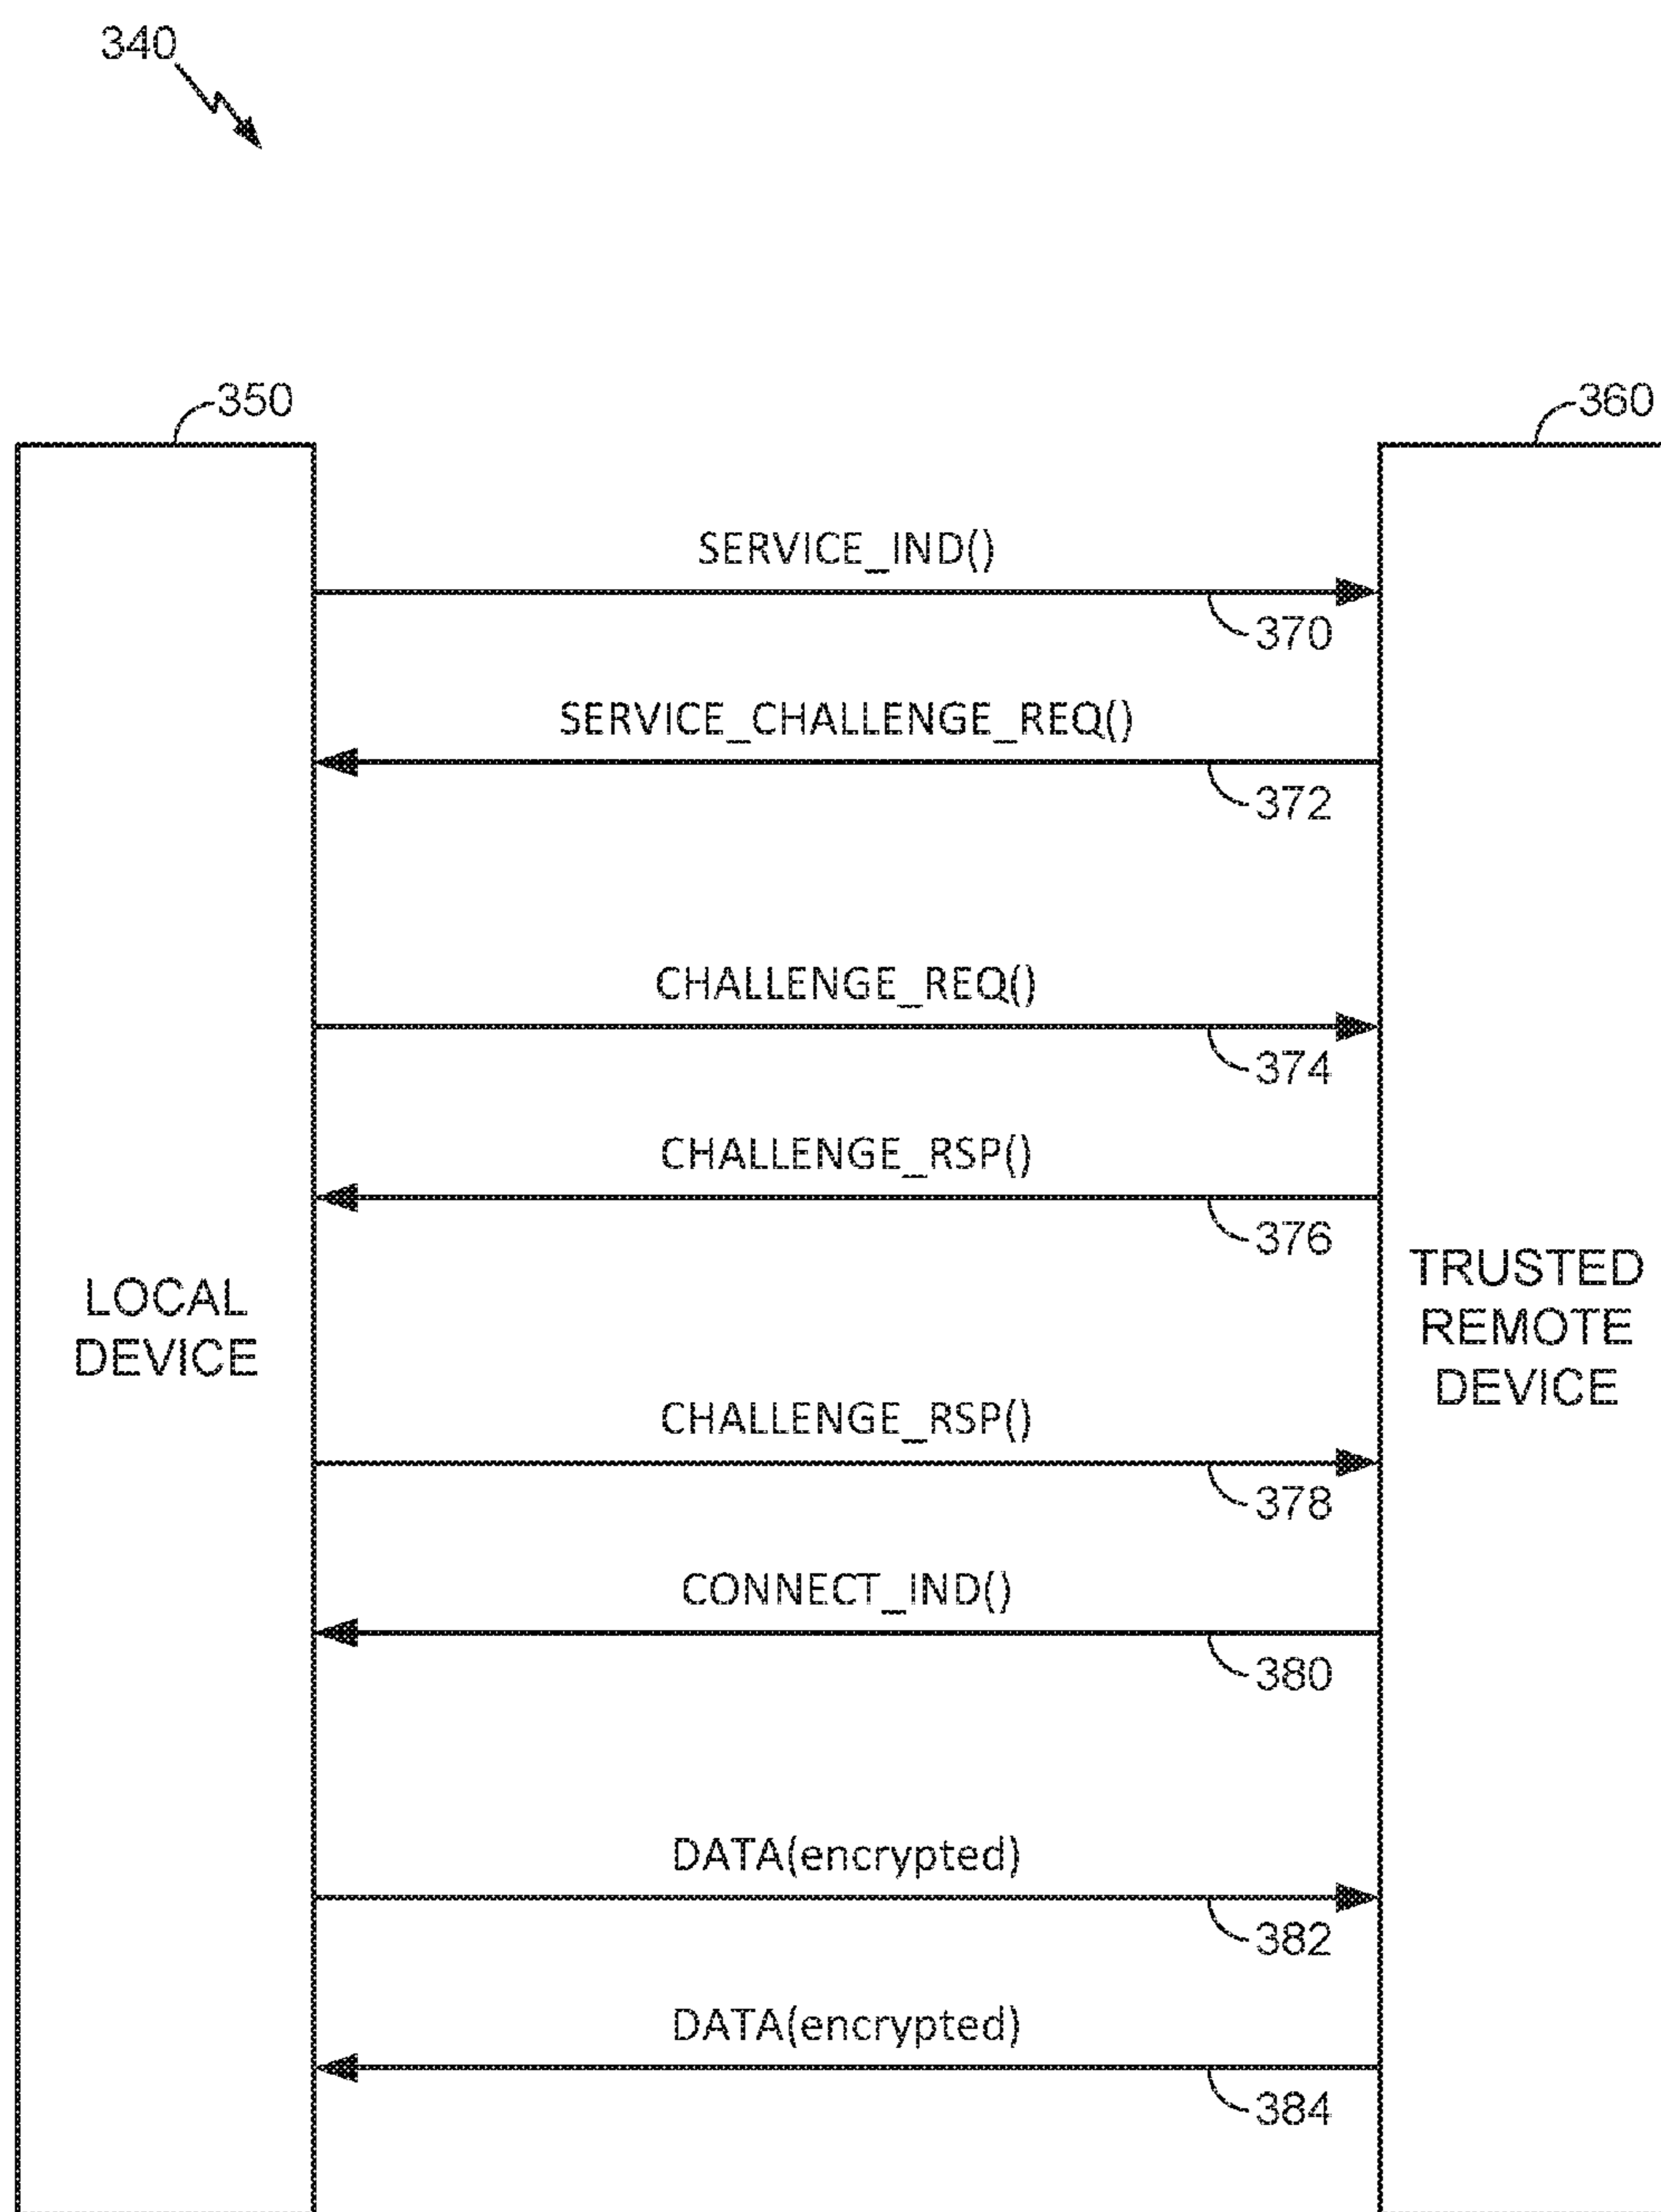 340
350
360
SERVICE_IND()
370
SERVICE_CHALLENGE_REQ()
372
CHALLENGE_REQ()
374
CHALLENGE_RSP()
376
LOCAL
DEVICE
TRUSTED
REMOTE
DEVICE
CHALLENGE_RSP()
378
CONNECT_IND()
380
DATA(encrypted)
382
DATA(encrypted)
384